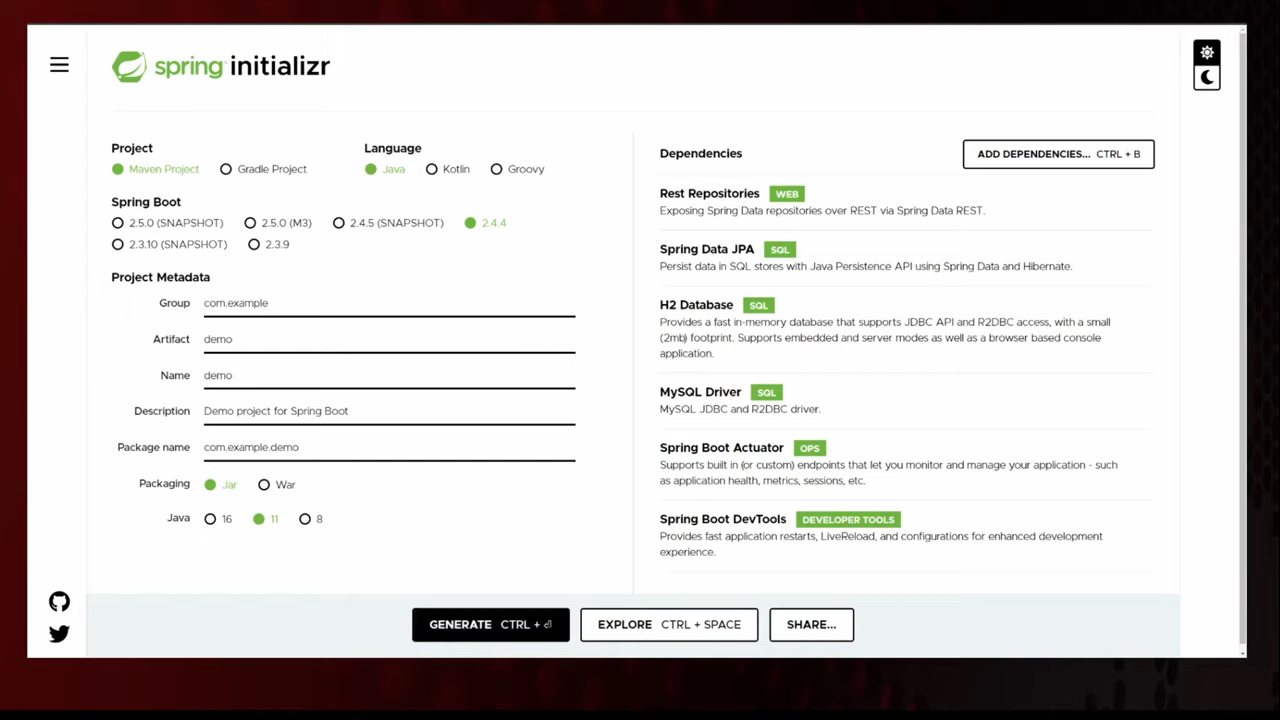 spring initializr
Project
Maven Project Gradle Project
Language
Java Kotlin Groovy
Spring Boot
2.5.0 (SNAPSHOT) 2.5.0 (M3) 2.4.5 (SNAPSHOT) 2.4.4
2.3.10 (SNAPSHOT) 2.3.9
Project Metadata
Group com.example
Artifact demo
Name demo
Description Demo project for Spring Boot
Package name com.example.demo
Packaging Jar War
Java 16 11 8
Dependencies
ADD DEPENDENCIES... CTRL + B
Rest Repositories WEB
Exposing Spring Data repositories over REST via Spring Data REST.
Spring Data JPA SQL
Persist data in SQL stores with Java Persistence API using Spring Data and Hibernate.
H2 Database SQL
Provides a fast in-memory database that supports JDBC API and R2DBC access, with a small
(2mb) footprint. Supports embedded and server modes as well as a browser based console
application.
MySQL Driver SQL
MySQL JDBC and R2DBC driver.
Spring Boot Actuator OPS
Supports built in (or custom) endpoints that let you monitor and manage your application - such
as application health, metrics, sessions, etc.
Spring Boot DevTools DEVELOPER TOOLS
Provides fast application restarts, LiveReload, and configurations for enhanced development
experience.
GENERATE CTRL + ⏎
EXPLORE CTRL + SPACE
SHARE...